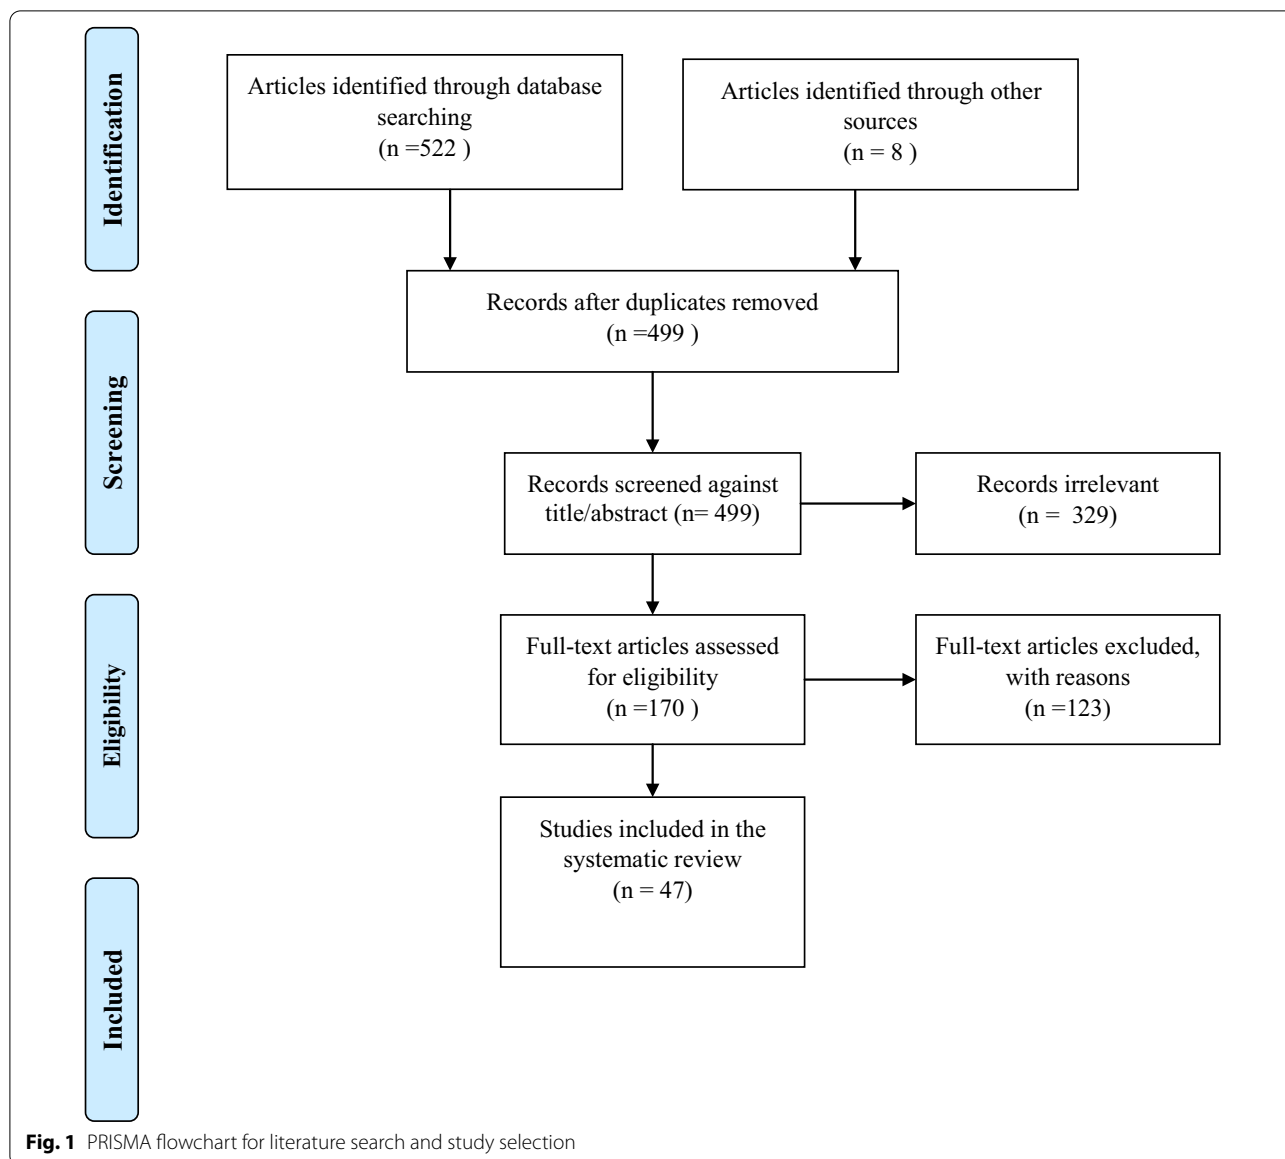 Identification
Articles identified through database
searching
(n =522 )
Articles identified through other
sources
(n = 8 )
Records after duplicates removed
(n =499 )
Screening
Records screened against
title/abstract (n= 499)
Records irrelevant
(n =  329)
Eligibility
Full-text articles assessed
for eligibility
(n =170 )
Full-text articles excluded,
with reasons
(n =123)
Included
Studies included in the
systematic review
(n = 47)
Fig. 1 PRISMA flowchart for literature search and study selection